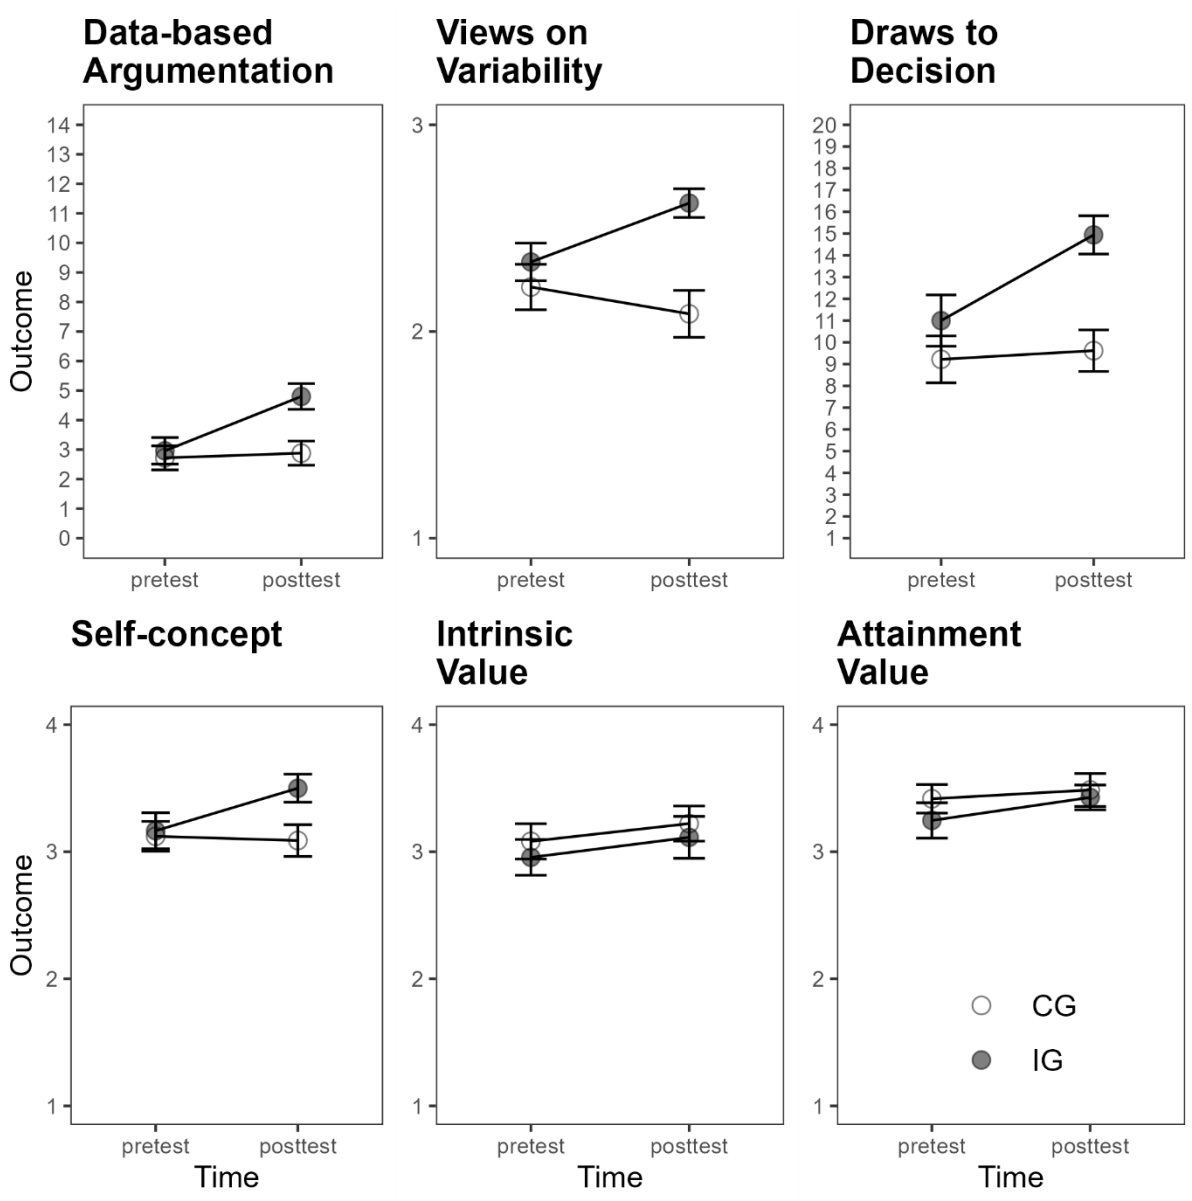 Data-based
Argumentation
Views on
Variability
Draws to
Decision
Outcome
14
13
12
11
10
9
8
7
6
5
4
3
2
1
0
pretest posttest
3
2
1
pretest posttest
20
19
18
17
16
15
14
13
12
11
10
9
8
7
6
5
4
3
2
1
pretest posttest
Self-concept
Intrinsic
Value
Attainment
Value
Outcome
4
3
2
1
pretest posttest
Time
4
3
2
1
pretest posttest
Time
4
3
2
1
CG
IG
pretest posttest
Time